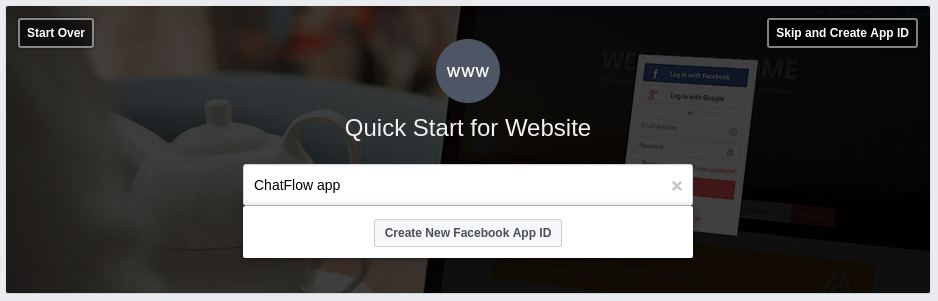 Start Over
Skip and Create App ID
www
Quick Start for Website
ChatFlow app
Create New Facebook App ID
Log in with Facebook
Log in with Google
or
Email Address
Password